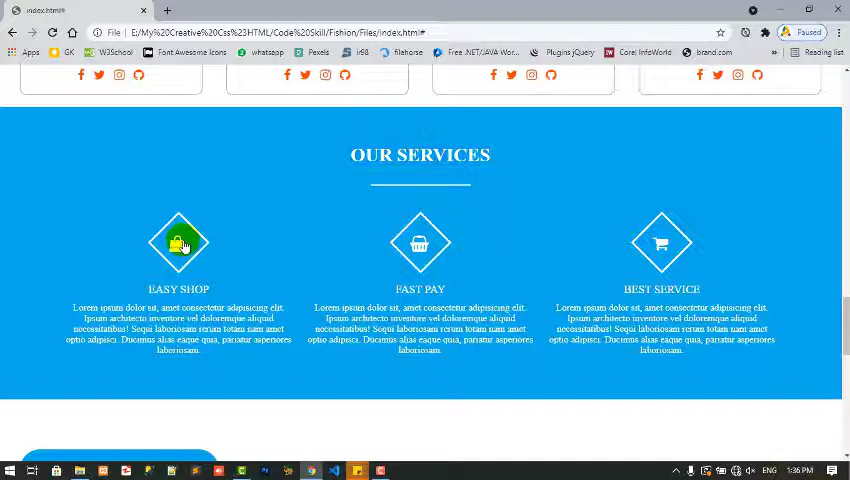 index.html#
File
E:/My%20Creative%20Css%23HTML/Code%20Skill/Fishion/Files/index.html#
Paused
Apps
GK
W3School
Font Awesome Icons
whatsapp
Pexels
ir98
filehorse
Free .NET/JAVA Wor...
Plugins jQuery
Corel InfoWorld
brand.com
»
Reading list
OUR SERVICES
EASY SHOP
Lorem ipsum dolor sit, amet consectetur adipisicing elit.
Ipsum architecto inventore vel doloremque aliquid
necessitatibus! Sequi laboriosam rerum totam nam amet
optio adipisci. Ducimus alias eaque quia, pariatur asperiores
laboriosam.
FAST PAY
Lorem ipsum dolor sit, amet consectetur adipisicing elit.
Ipsum architecto inventore vel doloremque aliquid
necessitatibus! Sequi laboriosam rerum totam nam amet
optio adipisci. Ducimus alias eaque quia, pariatur asperiores
laboriosam.
BEST SERVICE
Lorem ipsum dolor sit, amet consectetur adipisicing elit.
Ipsum architecto inventore vel doloremque aliquid
necessitatibus! Sequi laboriosam rerum totam nam amet
optio adipisci. Ducimus alias eaque quia, pariatur asperiores
laboriosam.
ENG
1:36 PM